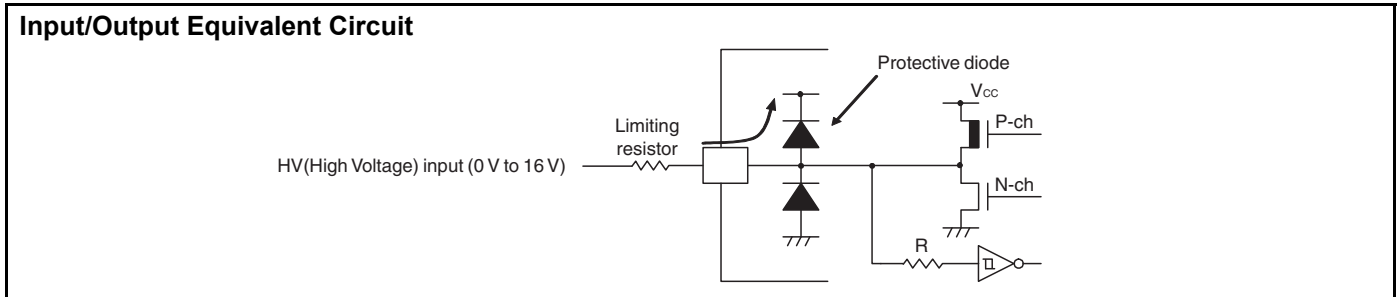 Input/Output Equivalent Circuit
Protective diode
Vcc
P-ch
Limiting
resistor
HV(High Voltage) input (0 V to 16 V)
N-ch
R